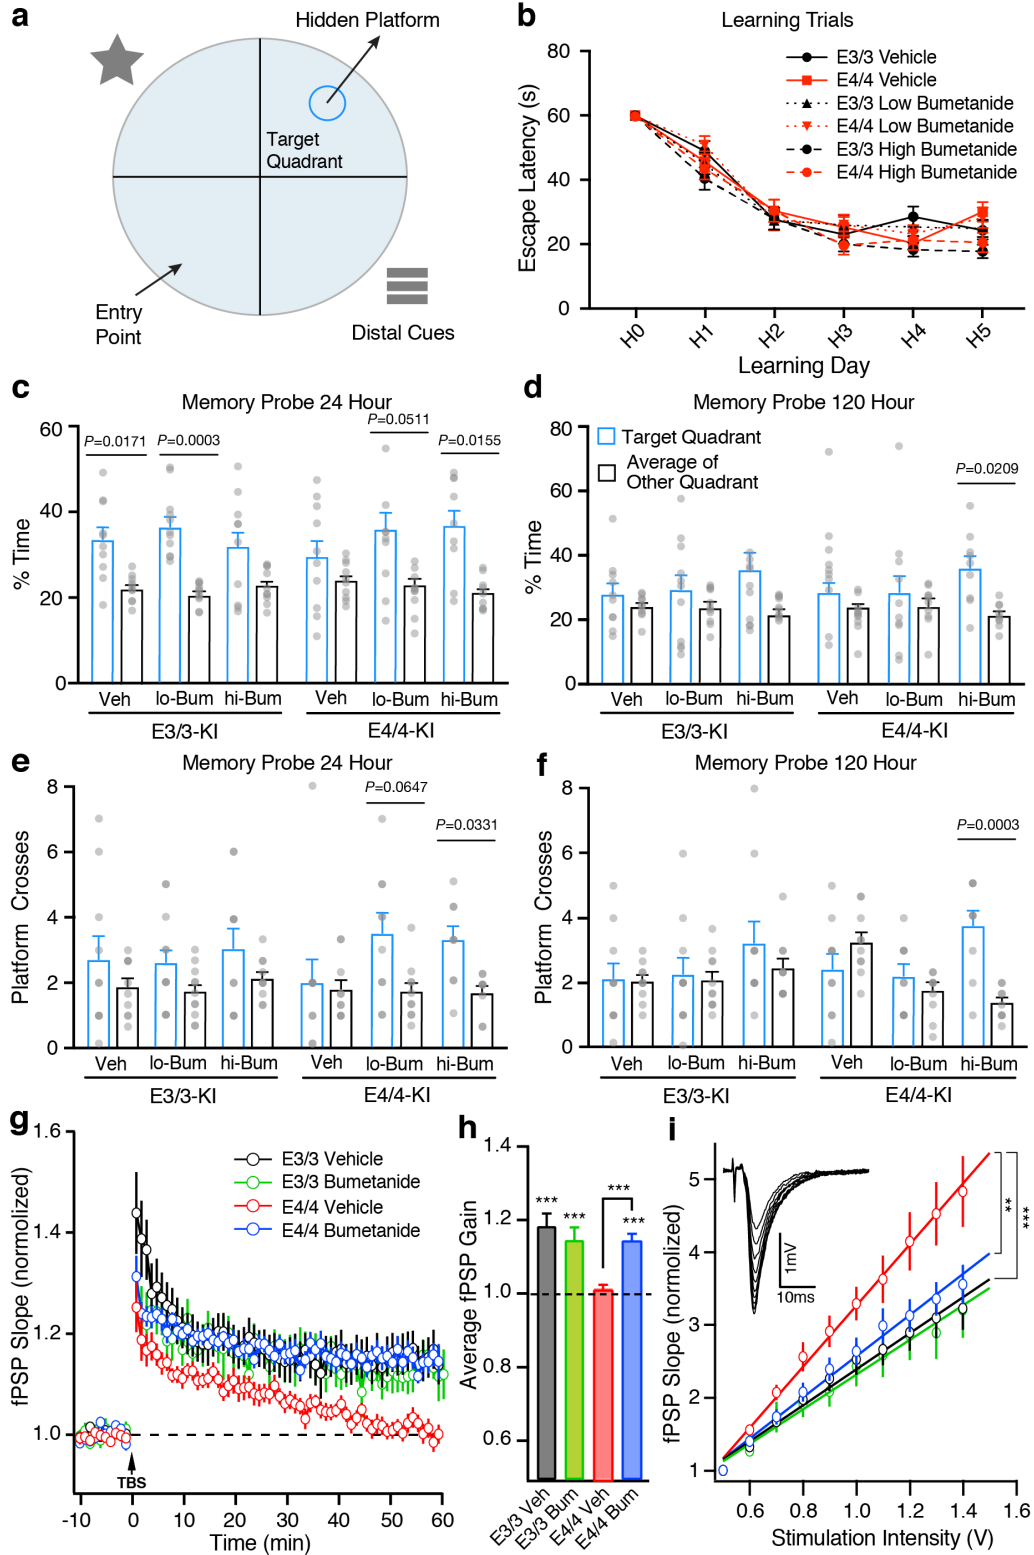 a
Hidden Platform
Target
Quadrant
Entry
Point
Distal Cues
b
Learning Trials
E3/3 Vehicle
E4/4 Vehicle
E3/3 Low Bumetanide
E4/4 Low Bumetanide
E3/3 High Bumetanide
E4/4 High Bumetanide
Escape Latency (s)
80
60
40
20
0
H0 H1 H2 H3 H4 H5
Learning Day
c
Memory Probe 24 Hour
P=0.0171
P=0.0003
P=0.0511
P=0.0155
% Time
60
40
20
0
Veh lo-Bum hi-Bum Veh lo-Bum hi-Bum
E3/3-KI E4/4-KI
d
Memory Probe 120 Hour
Target Quadrant
Average of
Other Quadrant
P=0.0209
% Time
80
60
40
20
0
Veh lo-Bum hi-Bum Veh lo-Bum hi-Bum
E3/3-KI E4/4-KI
e
Memory Probe 24 Hour
P=0.0647
P=0.0331
Platform Crosses
8
6
4
2
0
Veh lo-Bum hi-Bum Veh lo-Bum hi-Bum
E3/3-KI E4/4-KI
f
Memory Probe 120 Hour
P=0.0003
Platform Crosses
8
6
4
2
0
Veh lo-Bum hi-Bum Veh lo-Bum hi-Bum
E3/3-KI E4/4-KI
g
E3/3 Vehicle
E3/3 Bumetanide
E4/4 Vehicle
E4/4 Bumetanide
fPSP Slope (normolized)
1.6
1.4
1.2
1.0
TBS
-10 0 10 20 30 40 50 60
Time (min)
h
Average fPSP Gain
1.4
1.2
1.0
0.8
0.6
***
***
***
***
E3/3 Veh
E3/3 Bum
E4/4 Veh
E4/4 Bum
i
fPSP Slope (normalized)
5
4
3
2
1
1mV
10ms
**
***
0.6 0.8 1.0 1.2 1.4 1.6
Stimulation Intensity (V)